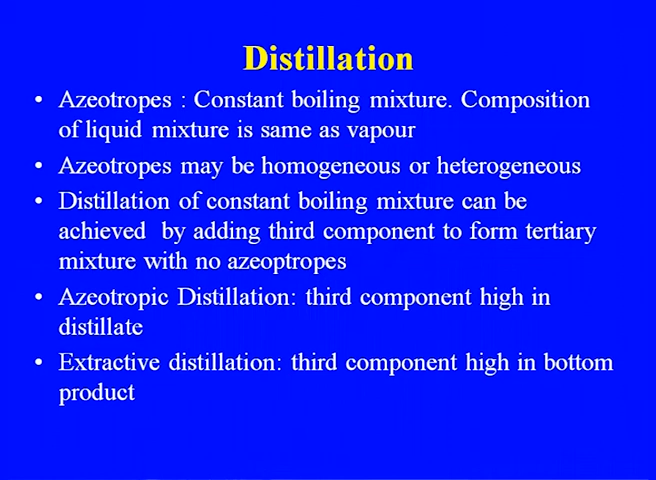 Distillation
• Azeotropes : Constant boiling mixture. Composition
of liquid mixture is same as vapour
• Azeotropes may be homogeneous or heterogeneous
• Distillation of constant boiling mixture can be
achieved by adding third component to form tertiary
mixture with no azeoptropes
• Azeotropic Distillation: third component high in
distillate
• Extractive distillation: third component high in bottom
product